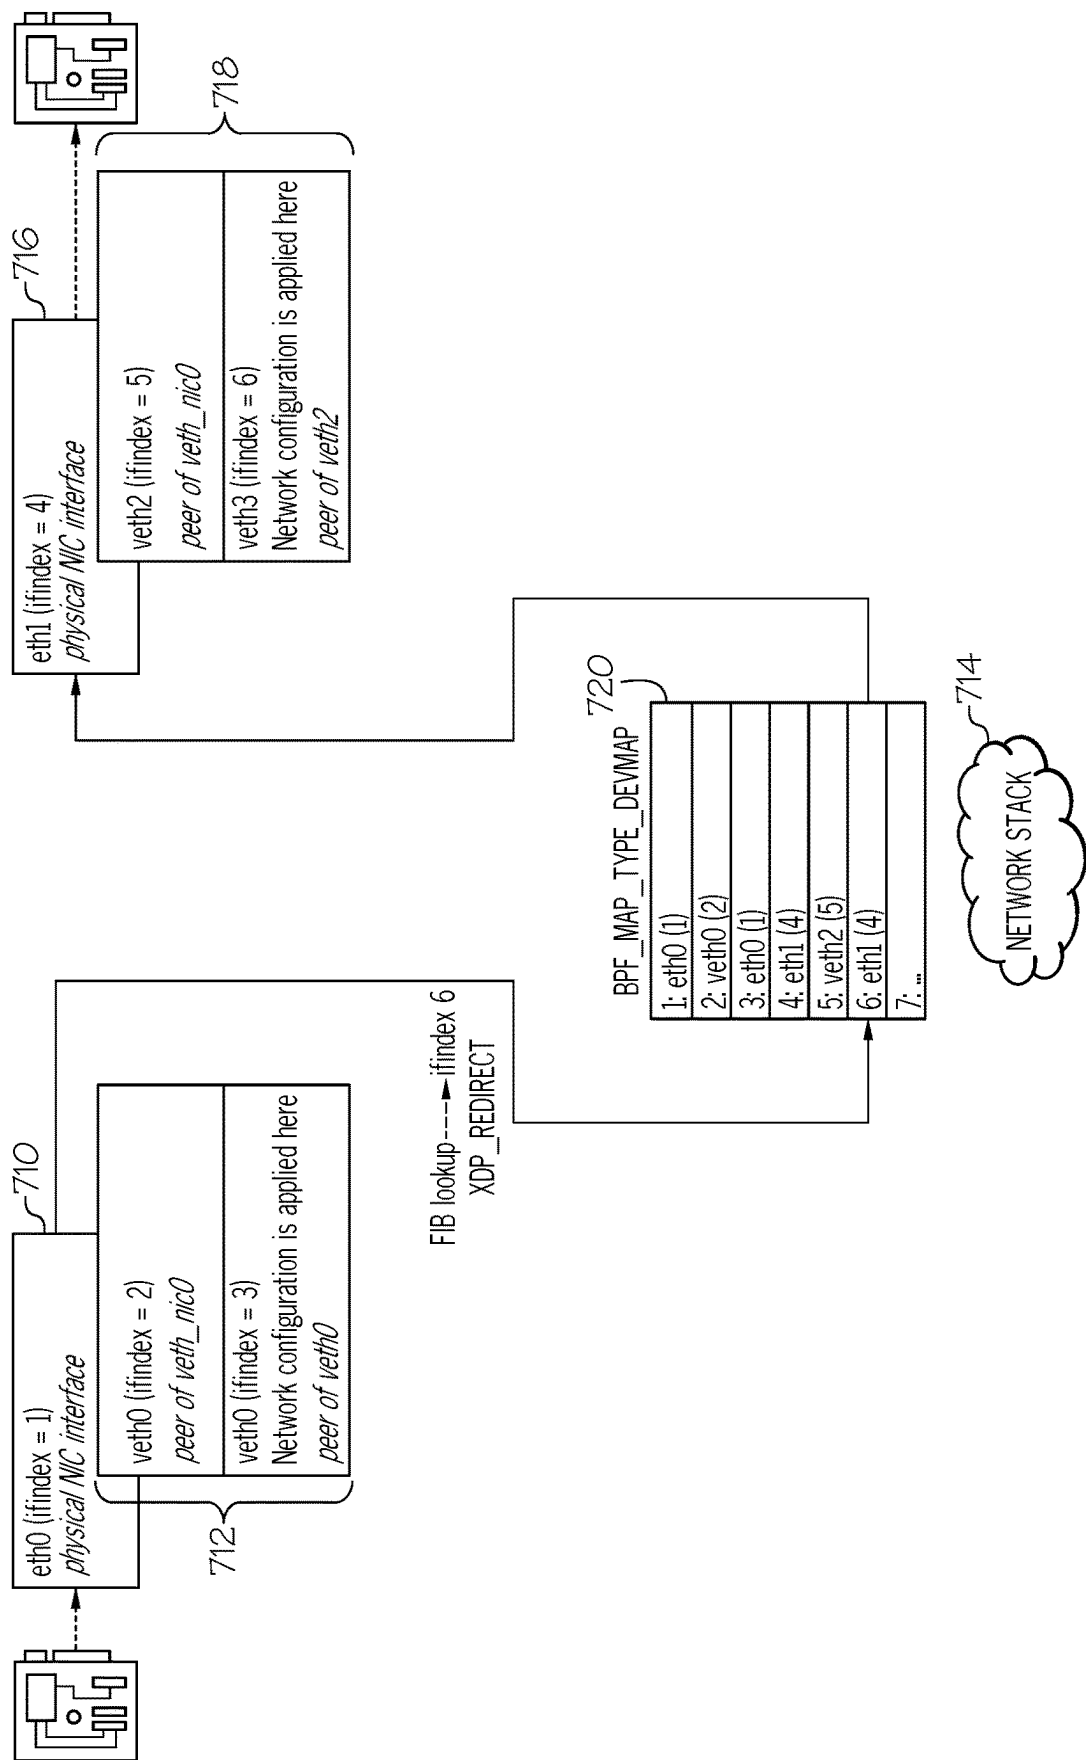 eth0 (ifindex = 1)
physical NIC interface
710
veth0 (ifindex = 2)
peer of veth_nic0
veth0 (ifindex = 3)
Network configuration is applied here
peer of veth0
712
FIB lookup
ifindex 6
XDP_REDIRECT
BPF_MAP_TYPE_DEVMAP
720
1: eth0 (1)
2: veth0 (2)
3: eth0 (1)
4: eth1 (4)
5: veth2 (5)
6: eth1 (4)
7: ...
NETWORK STACK
714
eth1 (ifindex = 4)
physical NIC interface
716
veth2 (ifindex = 5)
peer of veth_nic0
veth3 (ifindex = 6)
Network configuration is applied here
peer of veth2
718